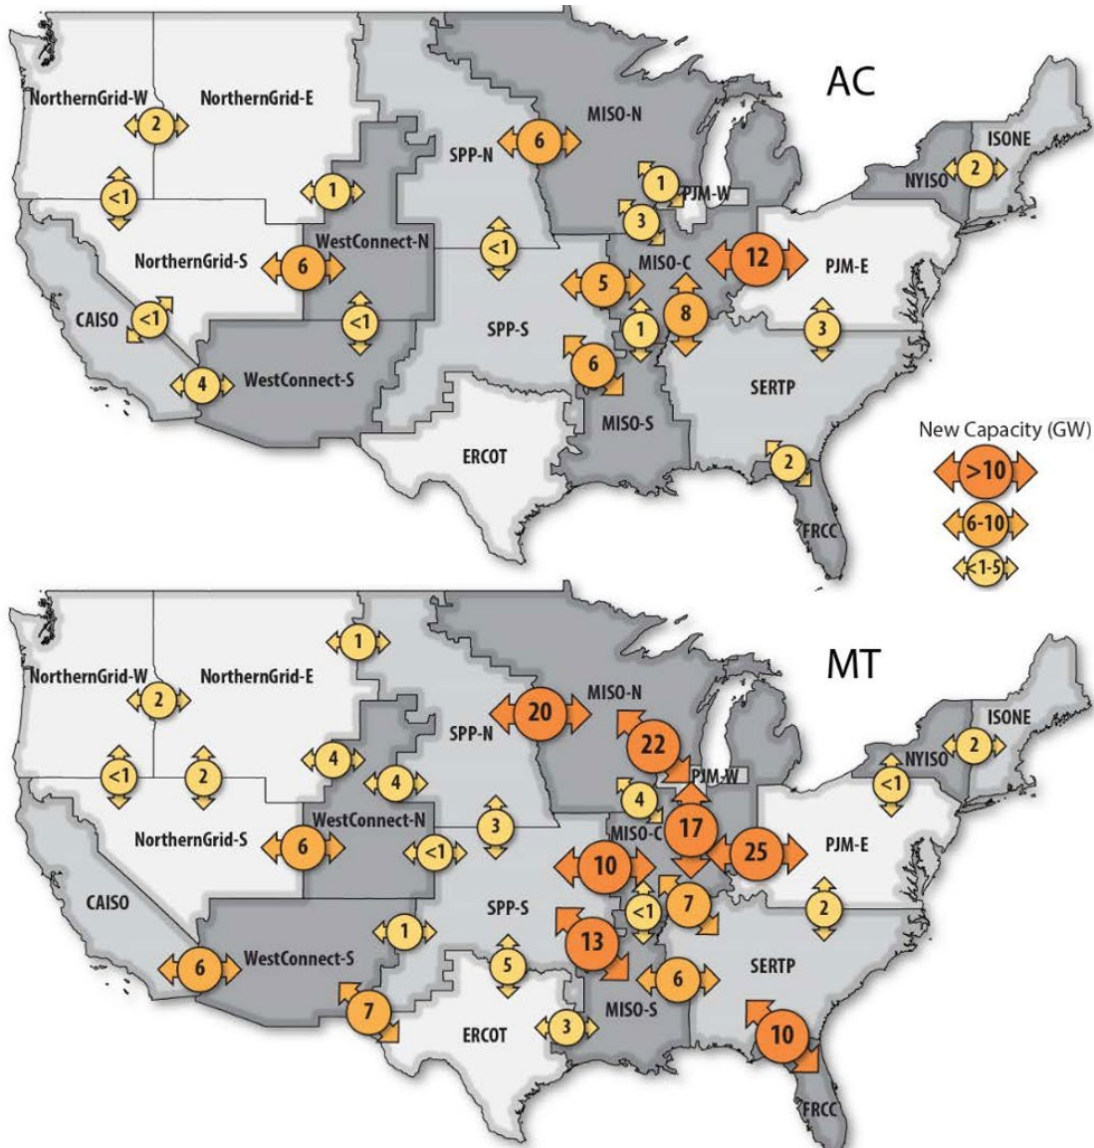 AC
NorthernGrid-W
NorthernGrid-E
MISO-N
ISONE
2
6
SPP-N
2
NYISO
1
<1
1
PJM-W
3
WestConnect-N
<1
NorthernGrid-S
6
MISO-C
12
PJM-E
5
CAISO
<1
<1
SPP-S
1
8
3
4
WestConnect-S
6
SERTP
MISO-S
New Capacity (GW)
ERCOT
2
>10
6-10
FRCC
<1-5
MT
1
NorthernGrid-W
NorthernGrid-E
MISO-N
2
20
ISONE
SPP-N
22
2
NYISO
4
<1
2
4
PJM-W
<1
4
WestConnect-N
3
NorthernGrid-S
MISO-C
17
6
<1
10
25
PJM-E
CAISO
7
SPP-S
<1
2
1
13
WestConnect-S
5
SERTP
6
6
MISO-S
7
ERCOT
3
10
FRCC